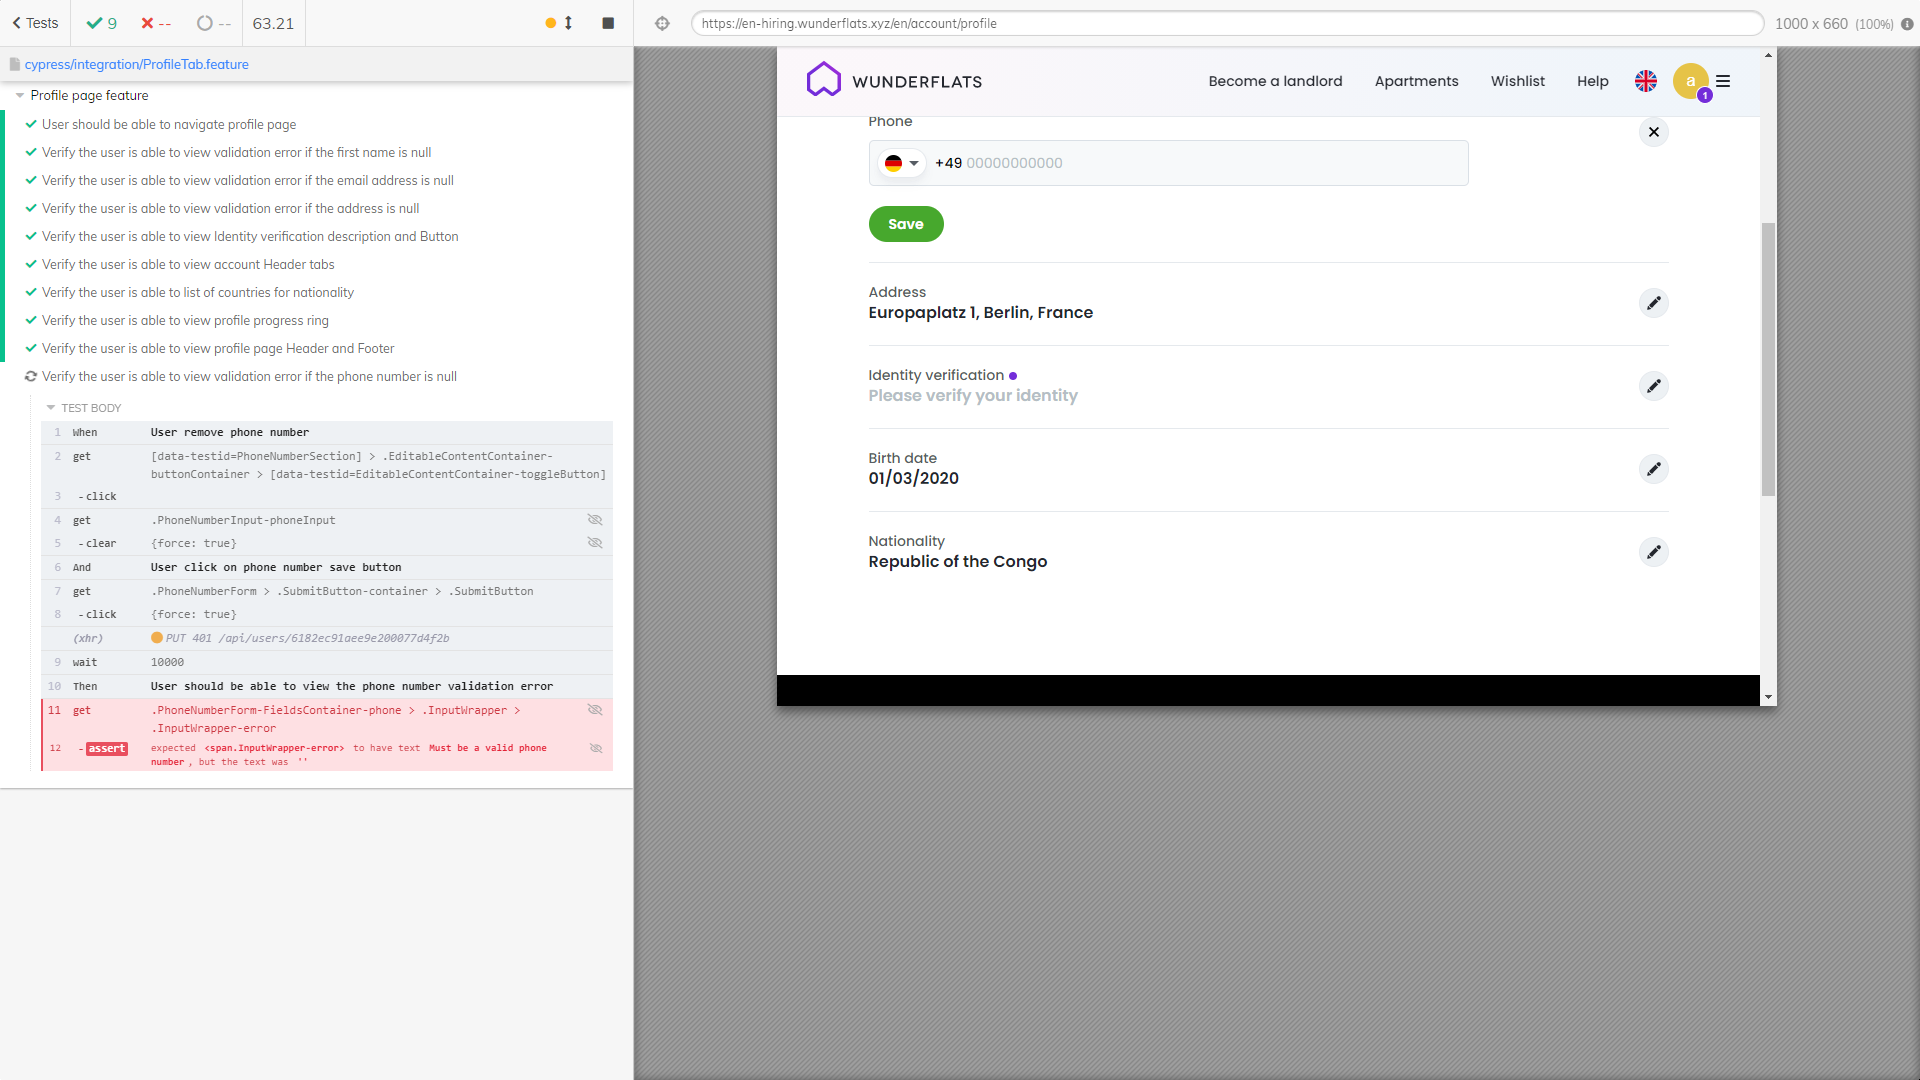 Tests
9
--
--
63.21
https://en-hiring.wunderflats.xyz/en/account/profile
1000 x 660 (100%)
cypress/integration/ProfileTab.feature
Profile page feature
User should be able to navigate profile page
Verify the user is able to view validation error if the first name is null
Verify the user is able to view validation error if the email address is null
Verify the user is able to view validation error if the address is null
Verify the user is able to view Identity verification description and Button
Verify the user is able to view account Header tabs
Verify the user is able to list of countries for nationality
Verify the user is able to view profile progress ring
Verify the user is able to view profile page Header and Footer
Verify the user is able to view validation error if the phone number is null
TEST BODY
1 When User remove phone number
2 get [data-testid=PhoneNumberSection] > .EditableContentContainer-
buttonContainer > [data-testid=EditableContentContainer-toggleButton]
3 -click
4 get .PhoneNumberInput-phoneInput
5 -clear {force: true}
6 And User click on phone number save button
7 get .PhoneNumberForm > .SubmitButton-container > .SubmitButton
8 -click {force: true}
(xhr) PUT 401 /api/users/6182ec91aee9e200077d4f2b
9 wait 10000
10 Then User should be able to view the phone number validation error
11 get .PhoneNumberForm-FieldsContainer-phone > .InputWrapper >
.InputWrapper-error
12 -assert expected <span.InputWrapper-error> to have text Must be a valid phone
number, but the text was ''
WUNDERFLATS
Become a landlord
Apartments
Wishlist
Help
a
1
Phone
+49 00000000000
Save
Address
Europaplatz 1, Berlin, France
Identity verification
Please verify your identity
Birth date
01/03/2020
Nationality
Republic of the Congo